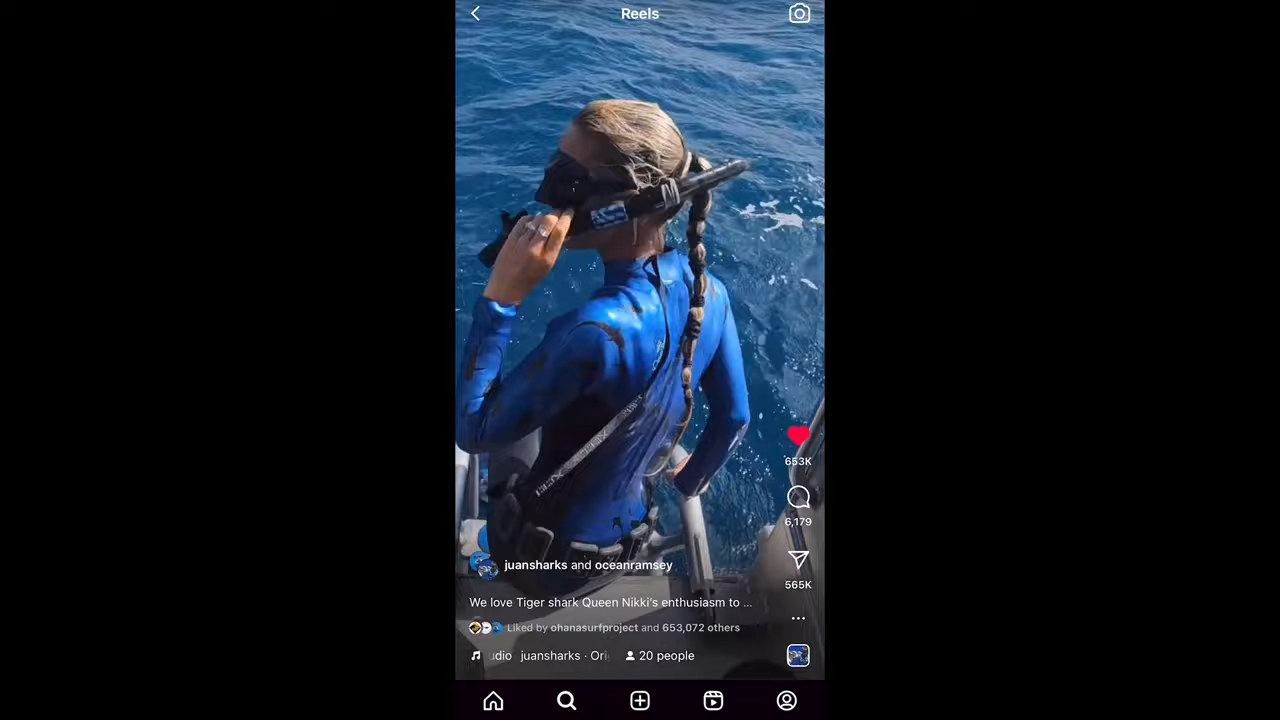 Reels
653K
6,179
565K
juansharks and oceanramsey
We love Tiger shark Queen Nikki's enthusiasm to ...
Liked by ohanasurfproject and 653,072 others
udio juansharks · Ori
20 people